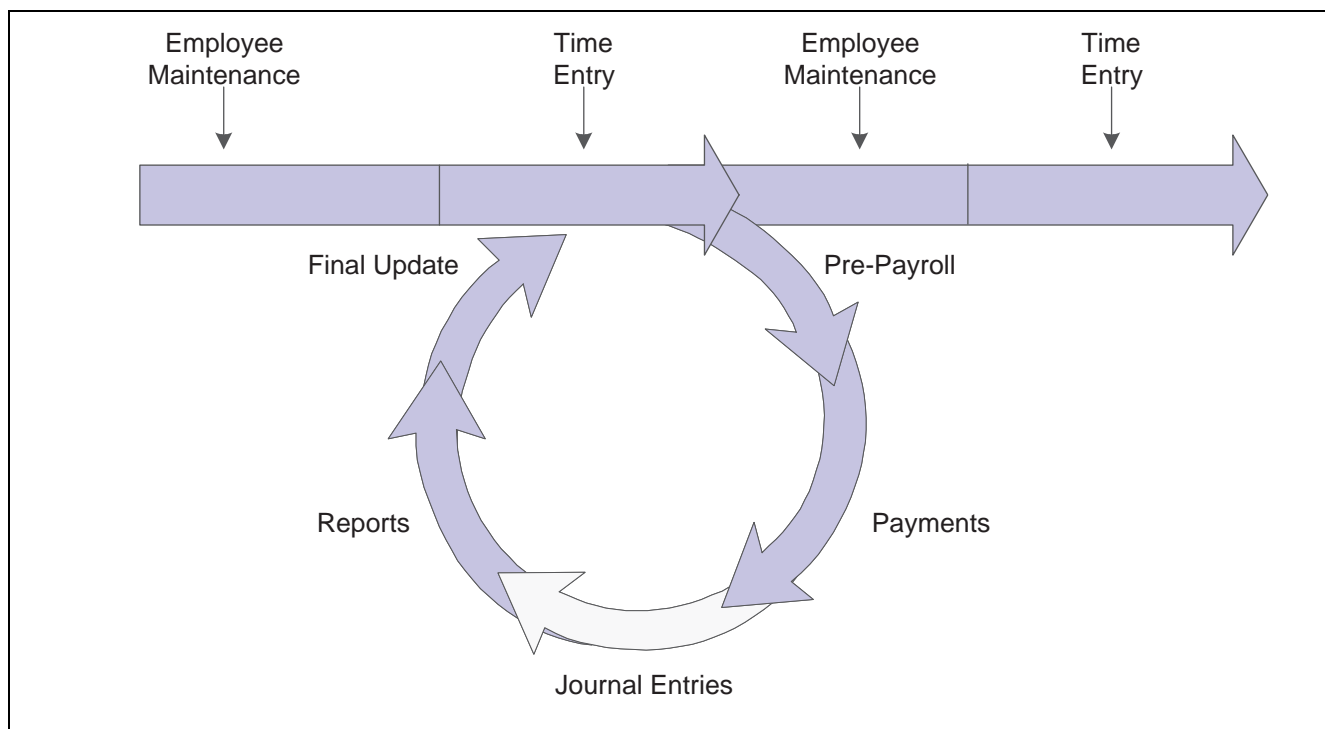 Employee
Maintenance
Time
Entry
Employee
Maintenance
Time
Entry
Final Update
Pre-Payroll
Reports
Payments
Journal Entries